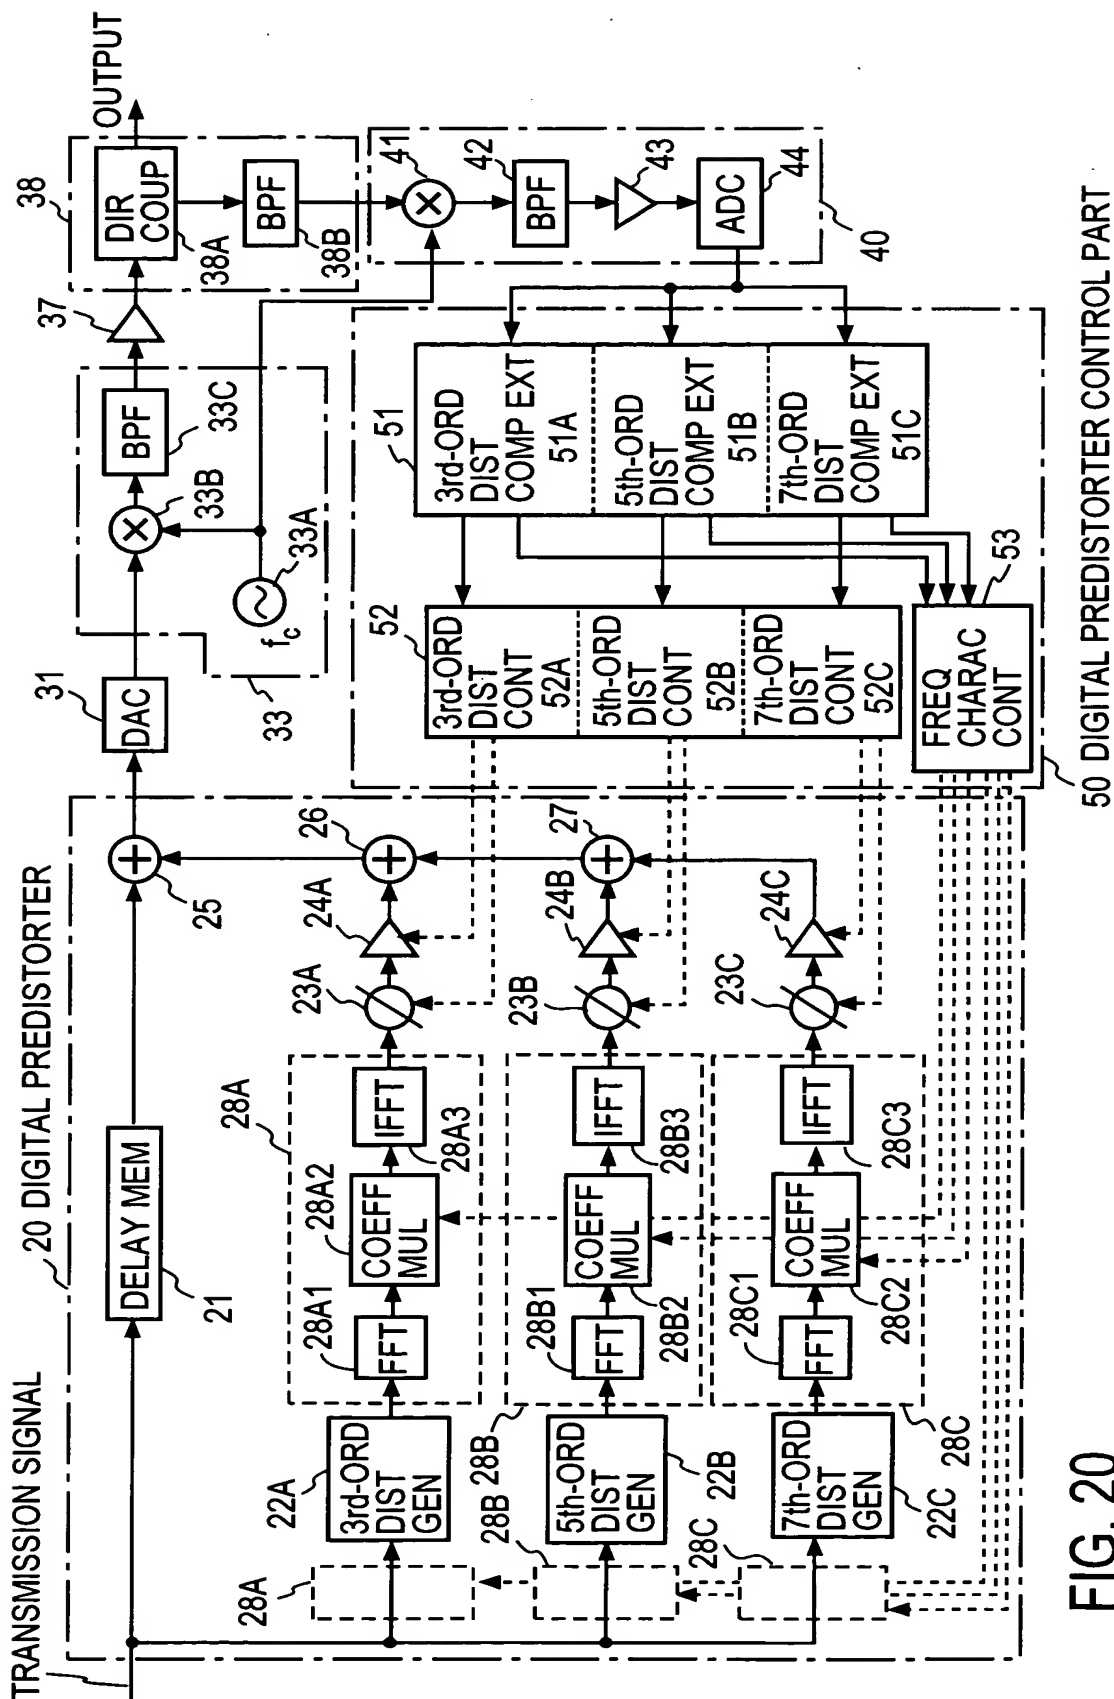 TRANSMISSION SIGNAL
20 DIGITAL PREDISTORTER
DELAY MEM
21
25
31
DAC
33
33A
fc
33B
BPF
33C
37
38
DIR
COUP
38A
BPF
38B
OUTPUT
28A
22A
3rd-ORD
DIST
GEN
28A
28A1
FFT
28A2
COEFF
MUL
IFFT
28A3
23A
24A
26
28B
28B
5th-ORD
DIST
GEN
22B
28B1
FFT
COEFF
MUL
28B2
IFFT
28B3
23B
24B
27
28C
7th-ORD
DIST
GEN
22C
28C
28C1
FFT
COEFF
MUL
28C2
IFFT
28C3
23C
24C
52
3rd-ORD
DIST
CONT
52A
5th-ORD
DIST
CONT
52B
7th-ORD
DIST
CONT
52C
51
3rd-ORD
DIST
COMP EXT
51A
5th-ORD
DIST
COMP EXT
51B
7th-ORD
DIST
COMP EXT
51C
FREQ
CHARAC
CONT
53
41
42
BPF
43
ADC
44
40
50 DIGITAL PREDISTORTER CONTROL PART
FIG. 20